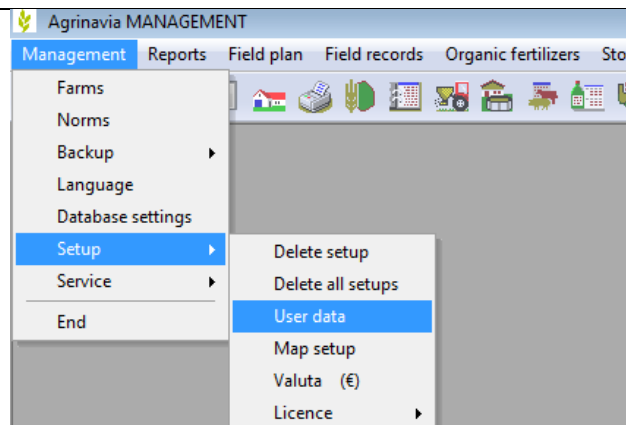 Agrinavia MANAGEMENT
Management Reports Field plan Field records Organic fertilizers Sto
Farms
Norms
Backup
Language
Database settings
Setup
Service
End
Delete setup
Delete all setups
User data
Map setup
Valuta (€)
Licence